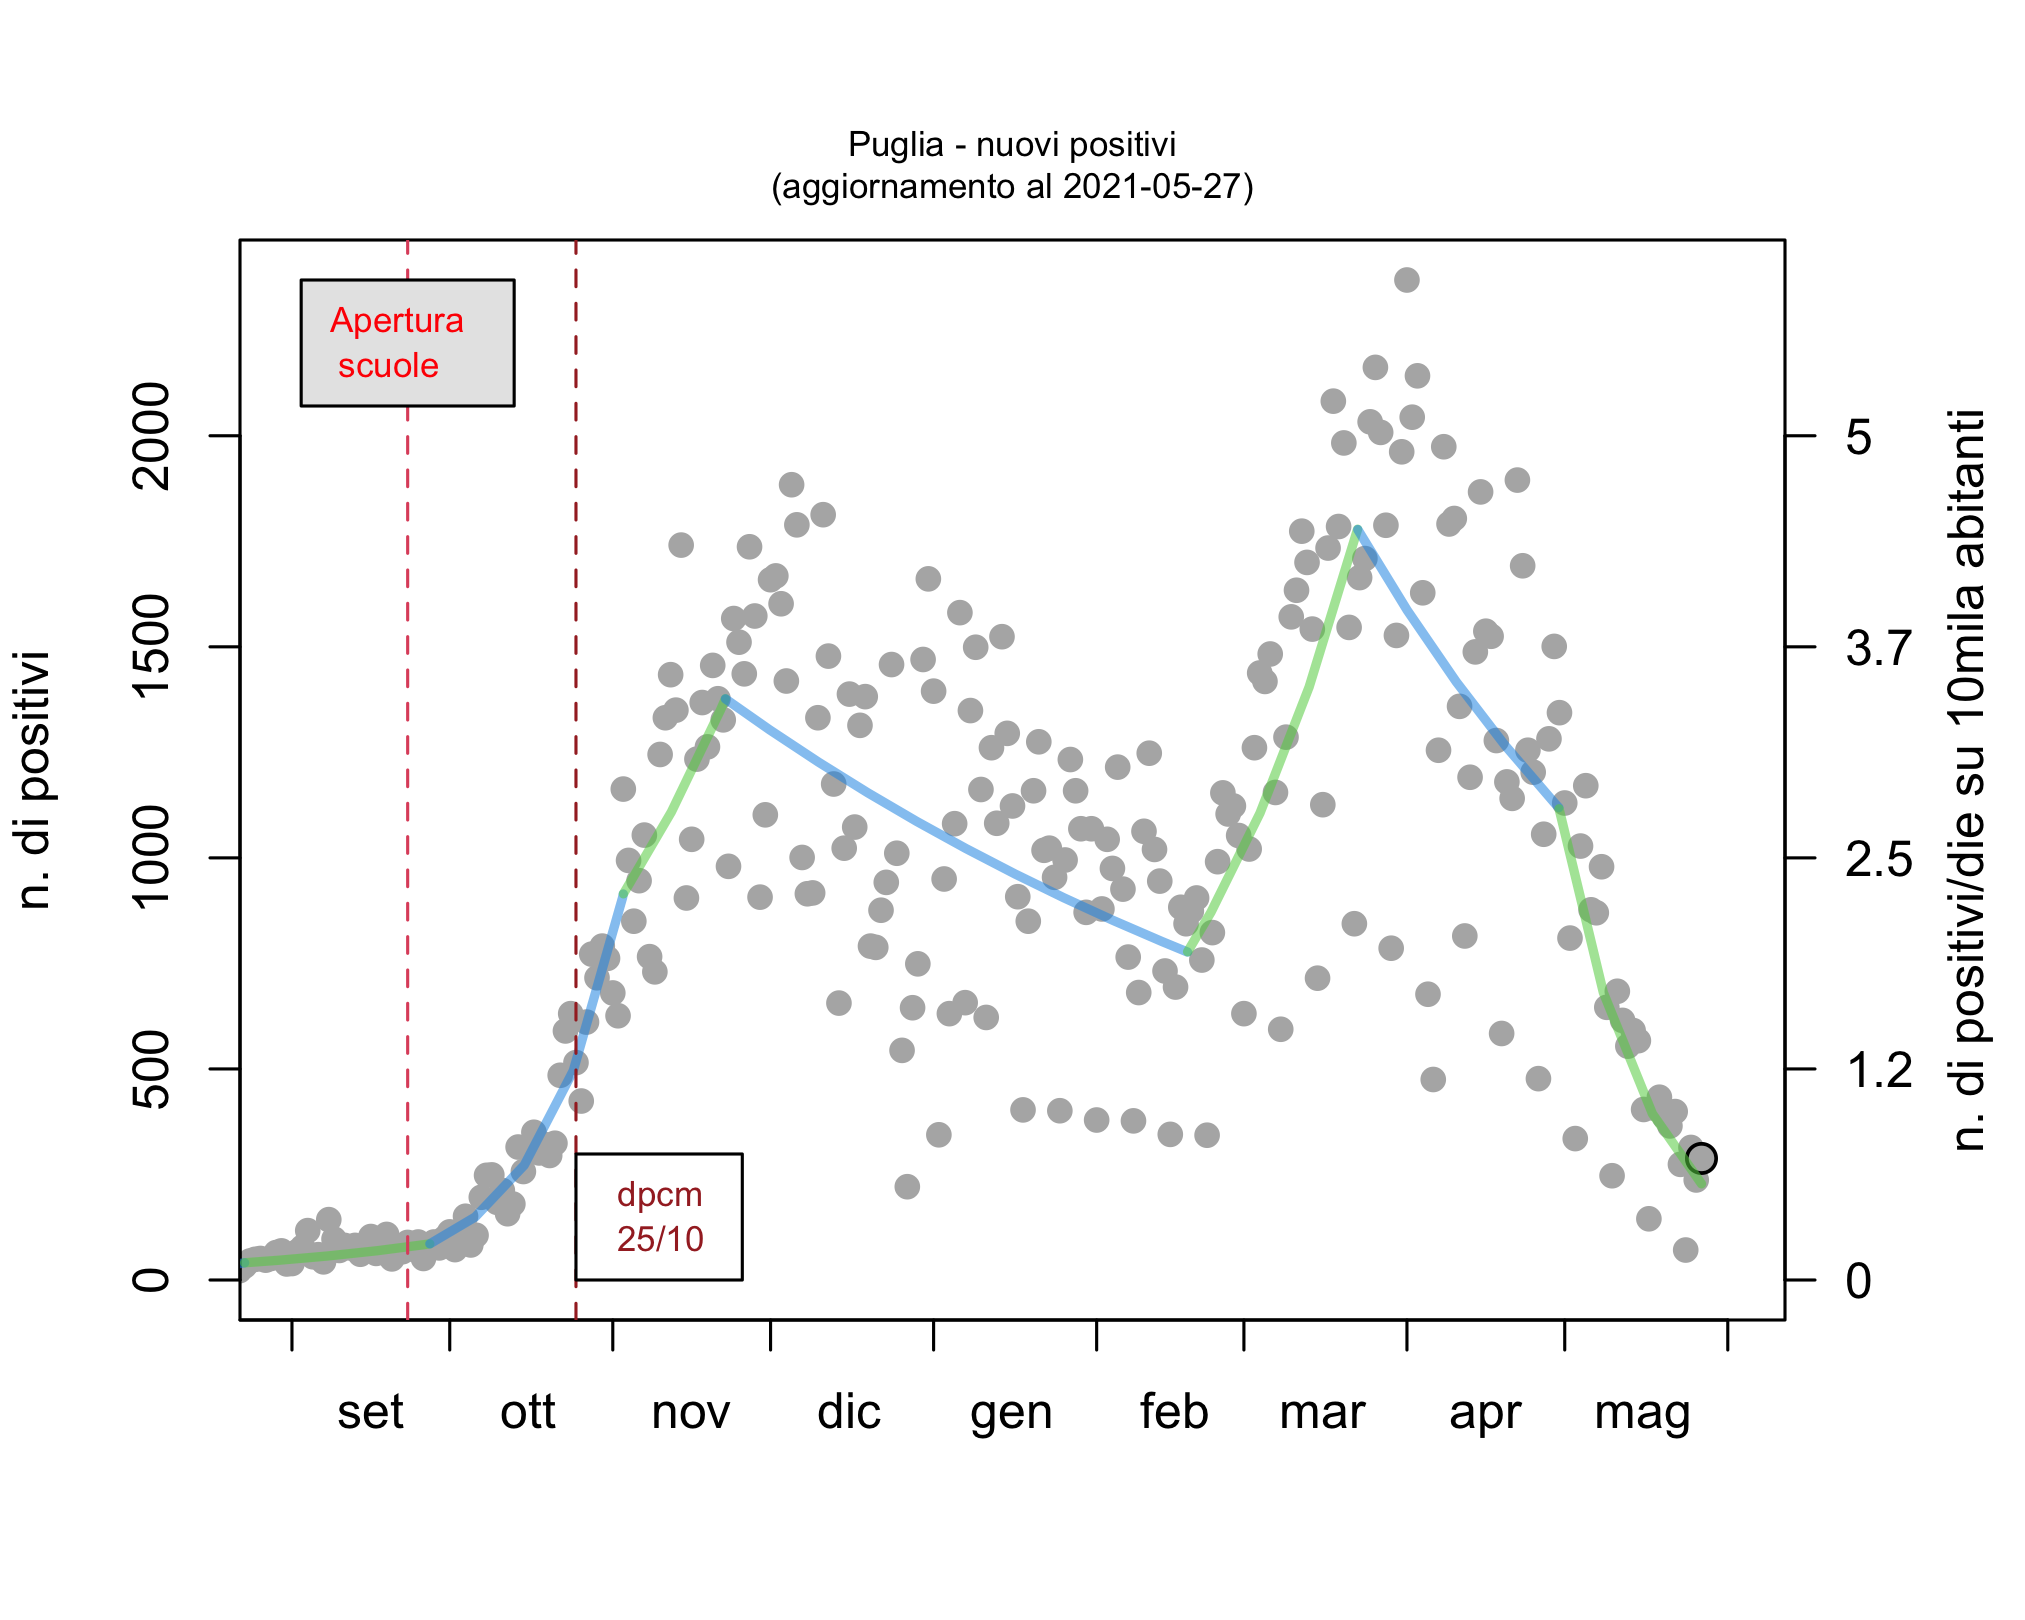 Puglia - nuovi positivi
(aggiornamento al 2021-05-27)
Apertura
scuole
dpcm
25/10
n. di positivi
0
500
1000
1500
2000
0
1.2
2.5
3.7
5
n. di positivi/die su 10mila abitanti
set ott nov dic gen feb mar apr mag